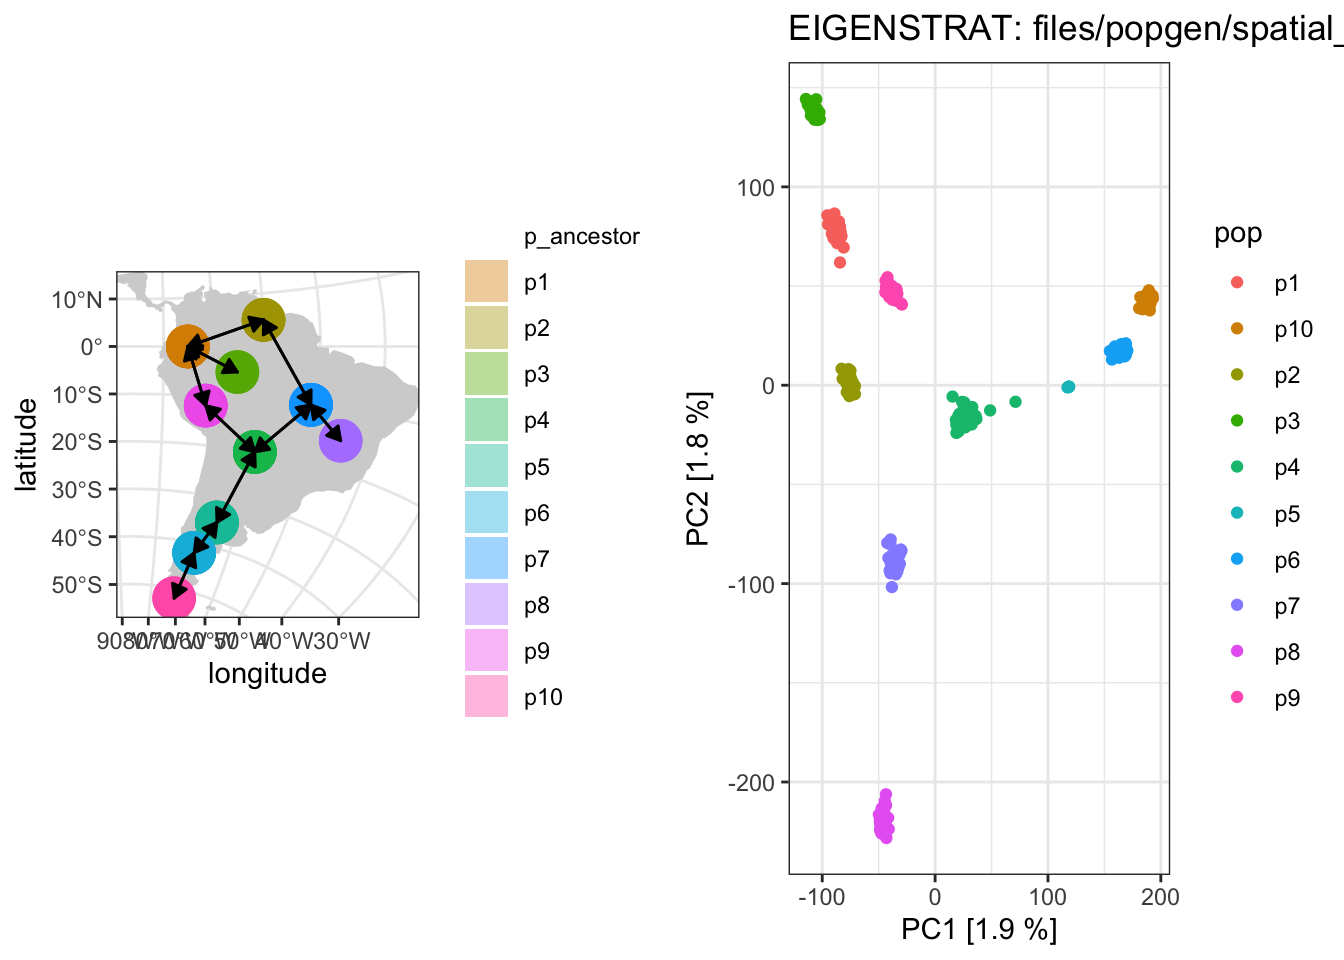 EIGENSTRAT: files/popgen/spatial_
10°N
0°
10°S
20°S
30°S
40°S
50°S
latitude
50°W
40°W
30°W
longitude
p_ancestor
p1
p2
p3
p4
p5
p6
p7
p8
p9
p10
100
0
-100
-200
PC2 [1.8 %]
-100
0
100
200
PC1 [1.9 %]
pop
p1
p10
p2
p3
p4
p5
p6
p7
p8
p9